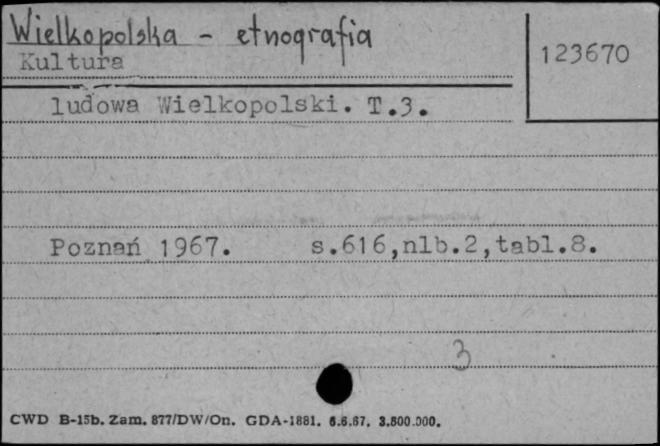 Wielkopolska - etnografia
123670
Kultura
ludowa Wielkopolski. T.3.
Poznań 1967. s.616,nlb.2,tabl.8.
3
CWD B-15b. Zam. 877/DW/On. GDA-1881. 6.6.67. 3.500.000.